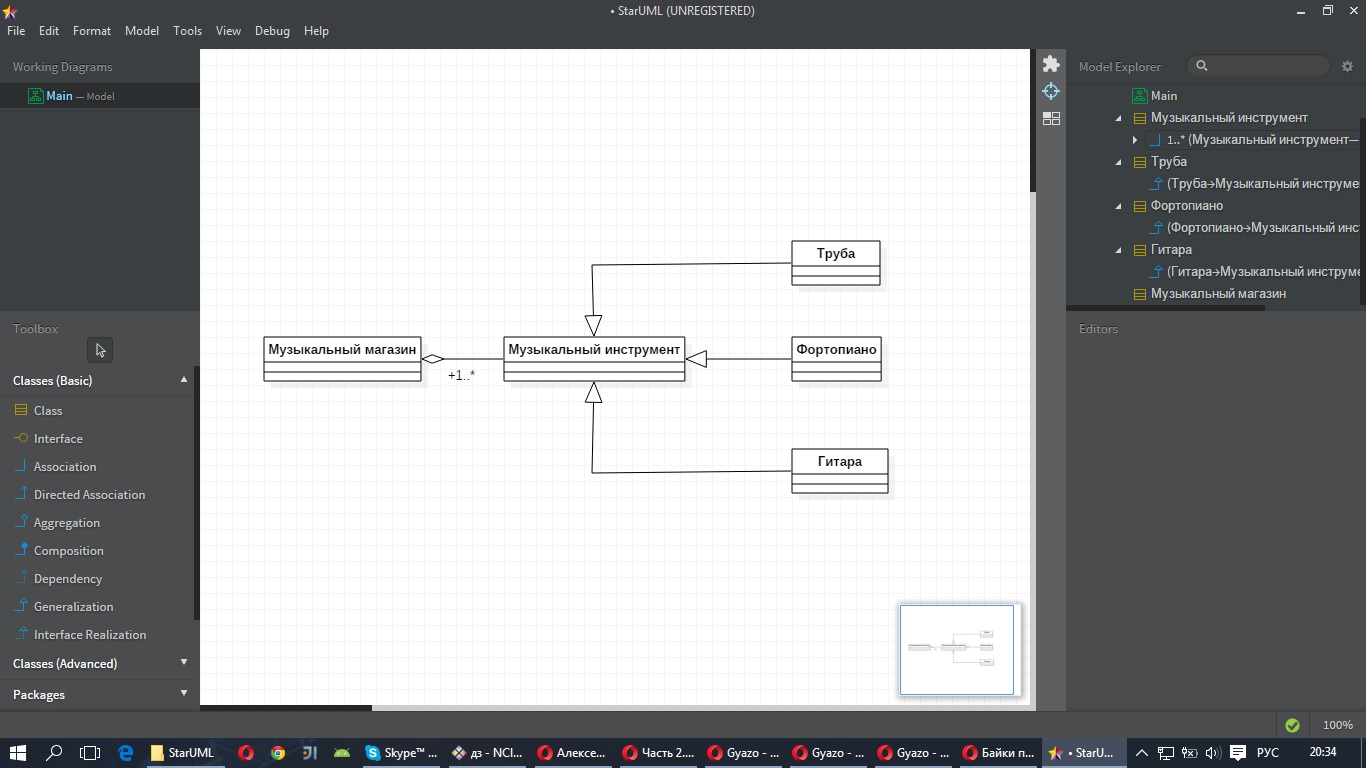 • StarUML (UNREGISTERED)
File Edit Format Model Tools View Debug Help
Working Diagrams
Main — Model
Toolbox
Classes (Basic)
Class
Interface
Association
Directed Association
Aggregation
Composition
Dependency
Generalization
Interface Realization
Classes (Advanced)
Packages
Труба
Музыкальный магазин
+1..*
Музыкальный инструмент
Фортопиано
Гитара
Model Explorer
Main
Музыкальный инструмент
1..* (Музыкальный инструмент—
Труба
(Труба→Музыкальный инструме
Фортопиано
(Фортопиано→Музыкальный инс
Гитара
(Гитара→Музыкальный инструме
Музыкальный магазин
Editors
100%
StarUML
Skype™ ...
дз - NCI...
Алексе...
Часть 2....
Gyazo - ...
Gyazo - ...
Gyazo - ...
Байки п...
• StarU...
РУС
20:34